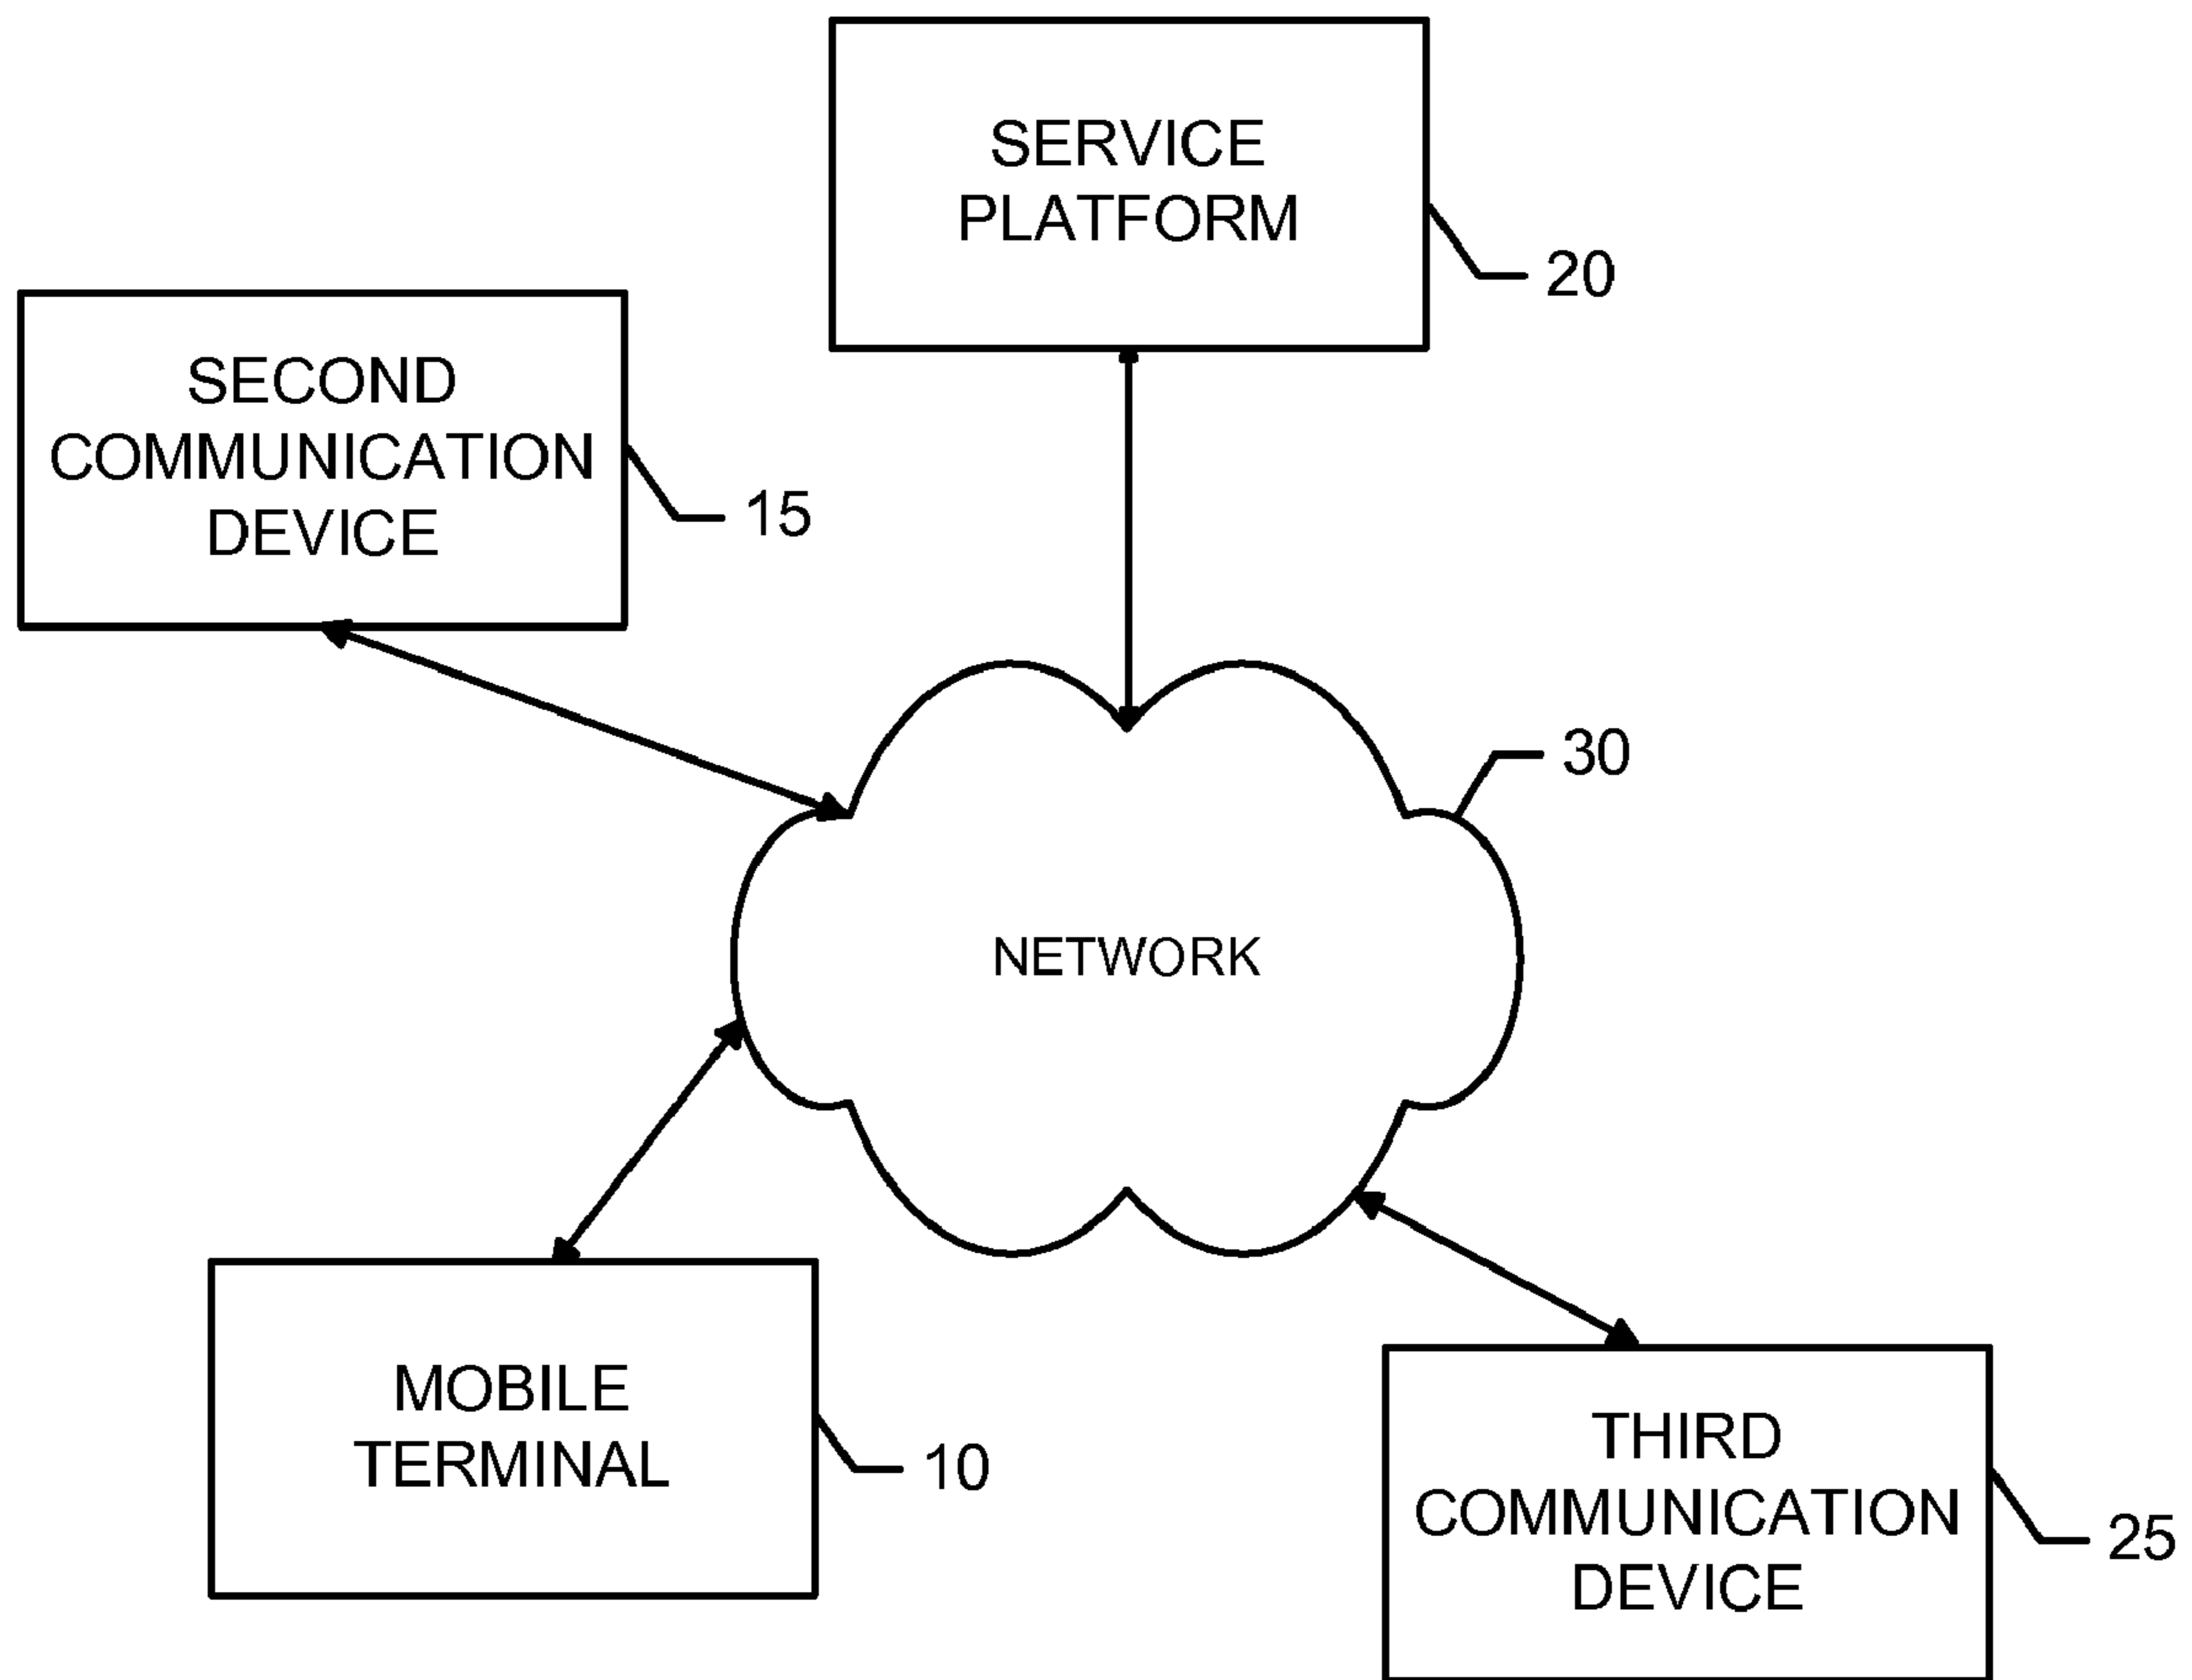 SERVICE
PLATFORM
20
SECOND
COMMUNICATION
DEVICE
15
30
NETWORK
MOBILE
TERMINAL
10
THIRD
COMMUNICATION
DEVICE
25